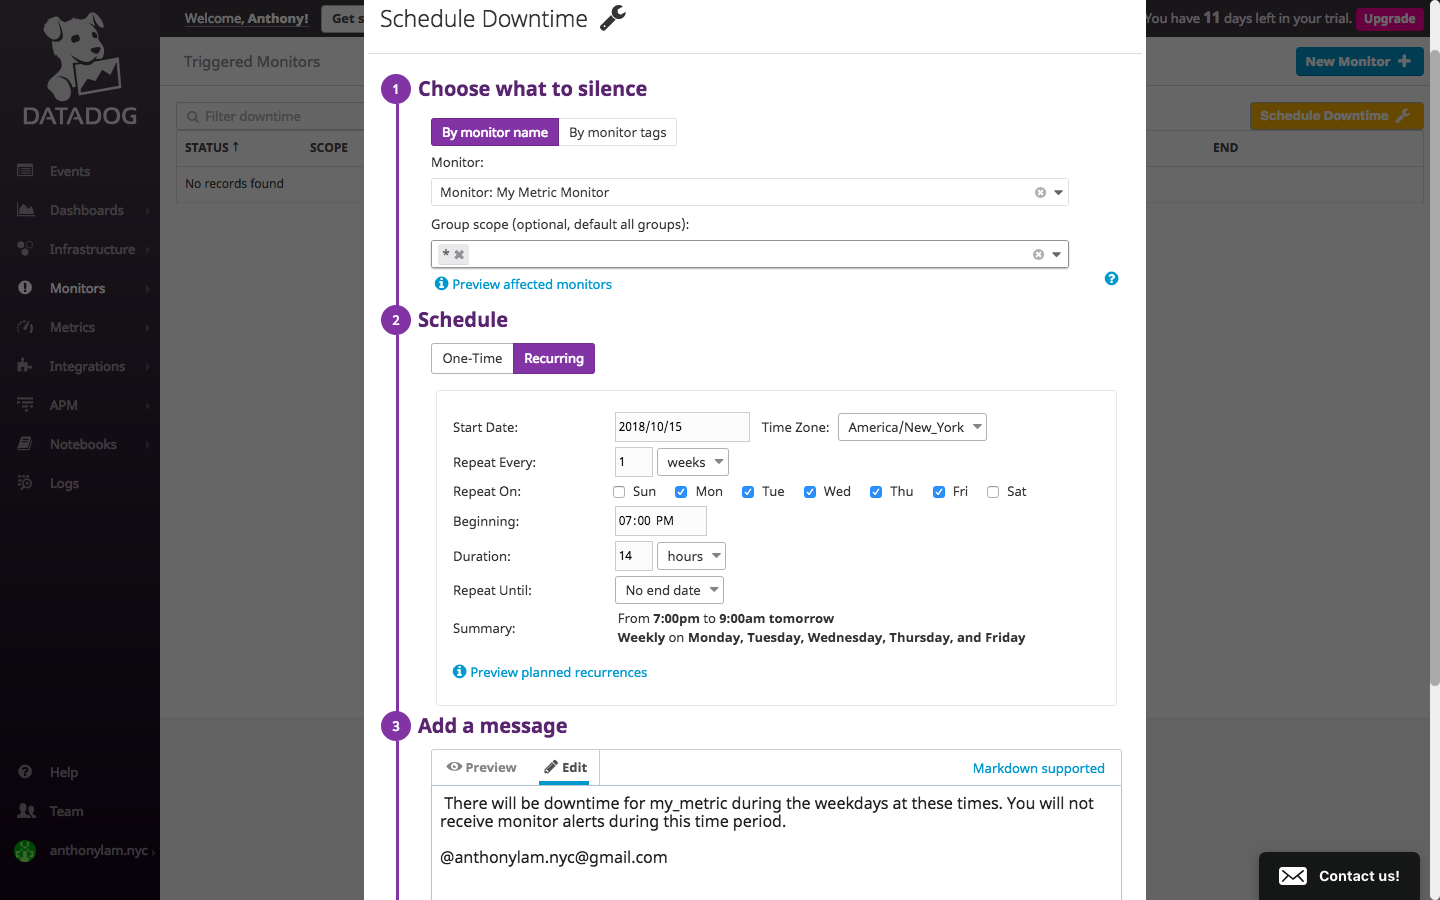 Welcome, Anthony!
Get s
Schedule Downtime
You have 11 days left in your trial.
Upgrade
DATADOG
Triggered Monitors
New Monitor +
Filter downtime
Schedule Downtime
STATUS ↑
SCOPE
END
No records found
Events
Dashboards
Infrastructure
Monitors
Metrics
Integrations
APM
Notebooks
Logs
Help
Team
anthonylam.nyc
1
Choose what to silence
By monitor name
By monitor tags
Monitor:
Monitor: My Metric Monitor
Group scope (optional, default all groups):
* ✖
Preview affected monitors
?
2
Schedule
One-Time
Recurring
Start Date:
2018/10/15
Time Zone:
America/New_York
Repeat Every:
1
weeks
Repeat On:
Sun
Mon
Tue
Wed
Thu
Fri
Sat
Beginning:
07:00 PM
Duration:
14
hours
Repeat Until:
No end date
Summary:
From 7:00pm to 9:00am tomorrow
Weekly on Monday, Tuesday, Wednesday, Thursday, and Friday
Preview planned recurrences
3
Add a message
Preview
Edit
Markdown supported
There will be downtime for my_metric during the weekdays at these times. You will not
receive monitor alerts during this time period.
@anthonylam.nyc@gmail.com
Contact us!